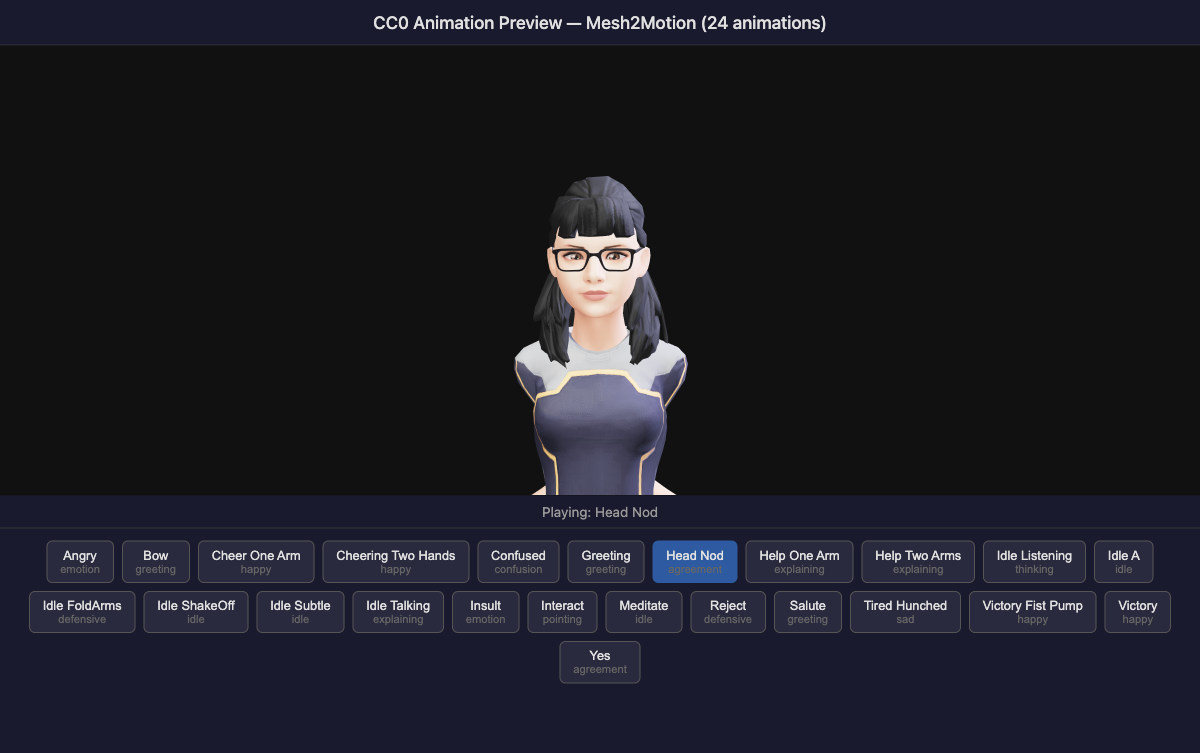 CC0 Animation Preview — Mesh2Motion (24 animations)
Playing: Head Nod
Angry
emotion
Bow
greeting
Cheer One Arm
happy
Cheering Two Hands
happy
Confused
confusion
Greeting
greeting
Head Nod
agreement
Help One Arm
explaining
Help Two Arms
explaining
Idle Listening
thinking
Idle A
idle
Idle FoldArms
defensive
Idle ShakeOff
idle
Idle Subtle
idle
Idle Talking
explaining
Insult
emotion
Interact
pointing
Meditate
idle
Reject
defensive
Salute
greeting
Tired Hunched
sad
Victory Fist Pump
happy
Victory
happy
Yes
agreement